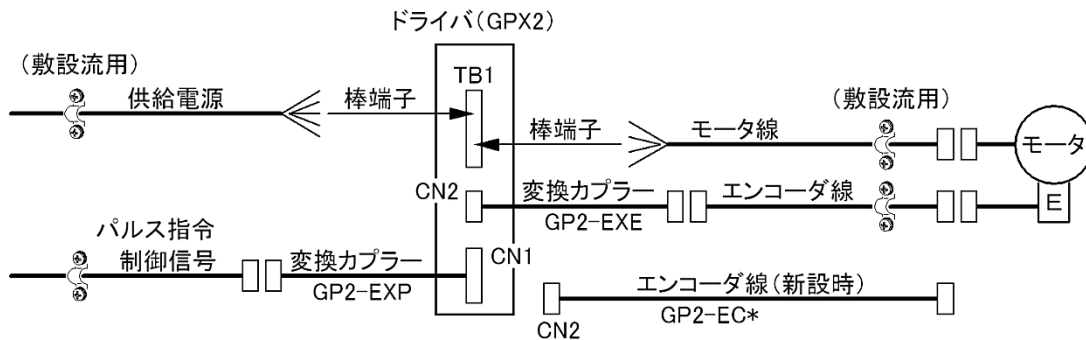 ドライバ(GPX2)
(敷設流用)
供給電源
棒端子
TB1
棒端子
モータ線
(敷設流用)
モータ
CN2
変換カプラー
GP2-EXE
エンコーダ線
E
パルス指令
制御信号
変換カプラー
GP2-EXP
CN1
エンコーダ線(新設時)
GP2-EC*
CN2